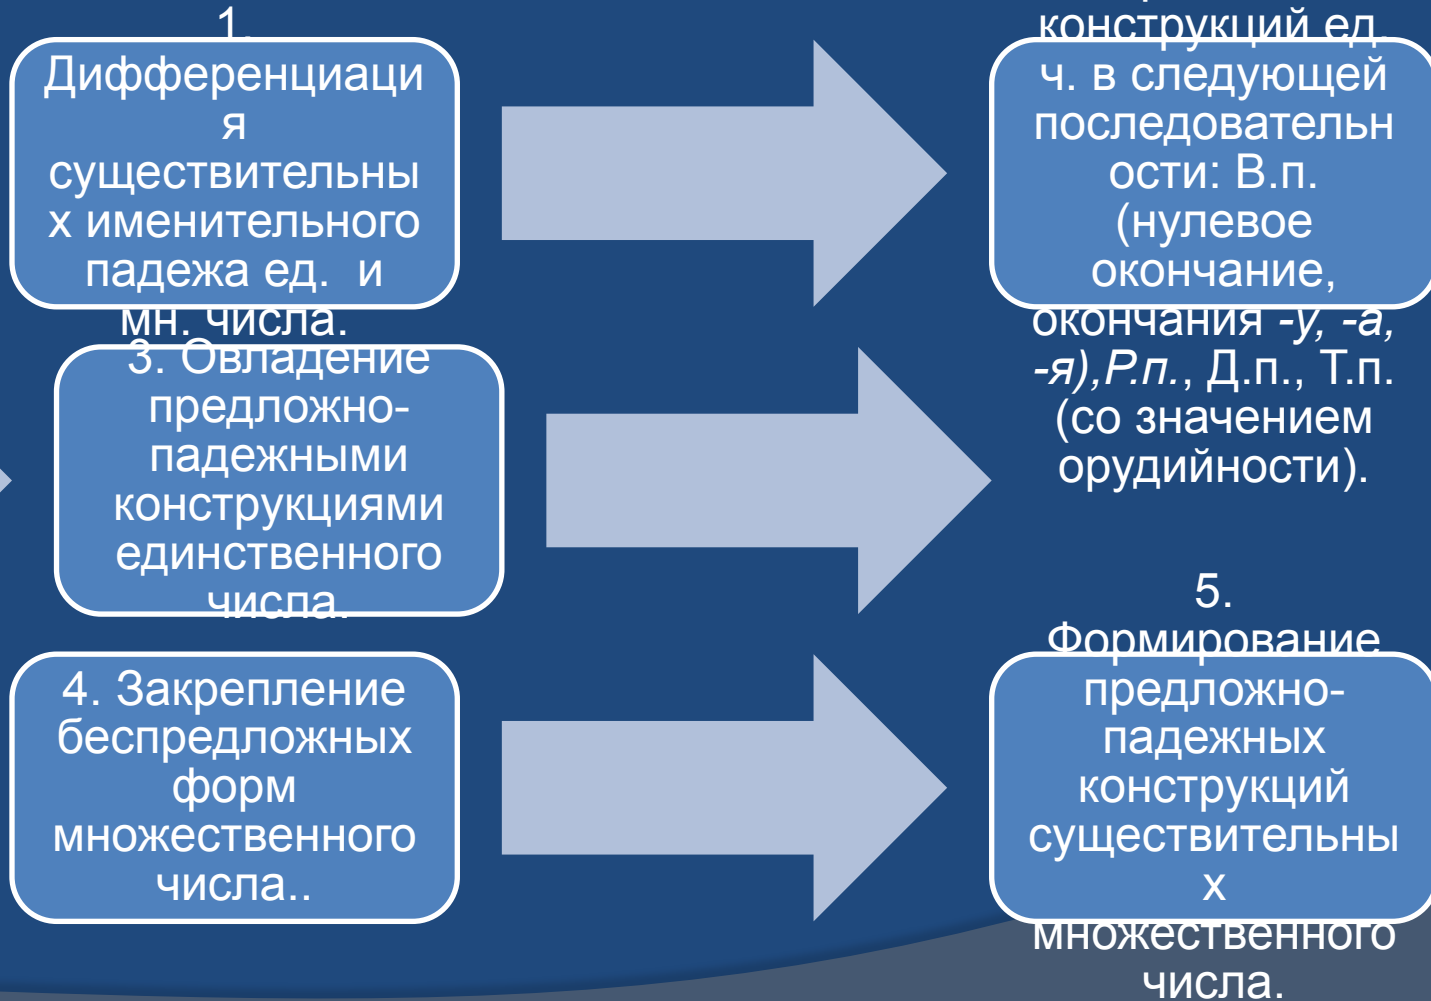 1.
Дифференциаци
я
существительны
х именительного
падежа ед. и
мн. числа.
конструкций ед.
ч. в следующей
последовательн
ости: В.п.
(нулевое
окончание,
окончания -у, -а,
-я),Р.п., Д.п., Т.п.
(со значением
орудийности).
3. Овладение
предложно-
падежными
конструкциями
единственного
числа.
4. Закрепление
беспредложных
форм
множественного
числа..
5.
Формирование
предложно-
падежных
конструкций
существительны
х
множественного
числа.